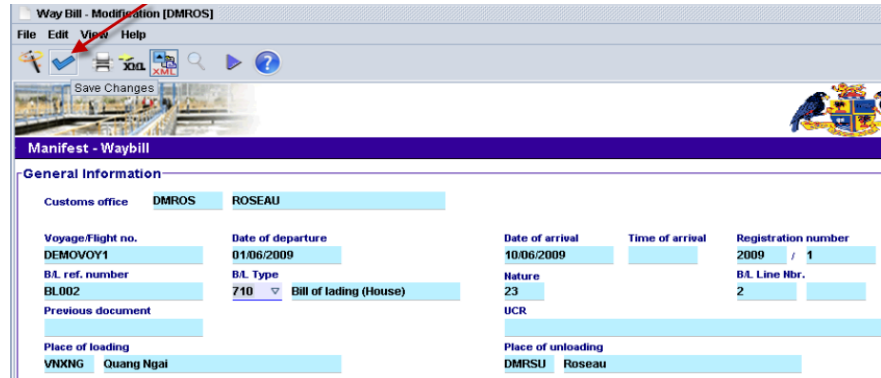 Way Bill - Modification [DMROS]
File Edit View Help
XML XML ?
Save Changes
Manifest - Waybill
General Information
Customs office DMROS ROSEAU
Voyage/Flight no. Date of departure Date of arrival Time of arrival Registration number
DEMOVOY1 01/06/2009 10/06/2009 2009 / 1
B/L ref. number B/L Type Nature B/L Line Nbr.
BL002 710 Bill of lading (House) 23 2
Previous document UCR
Place of loading Place of unloading
VNXNG Quang Ngai DMRSU Roseau